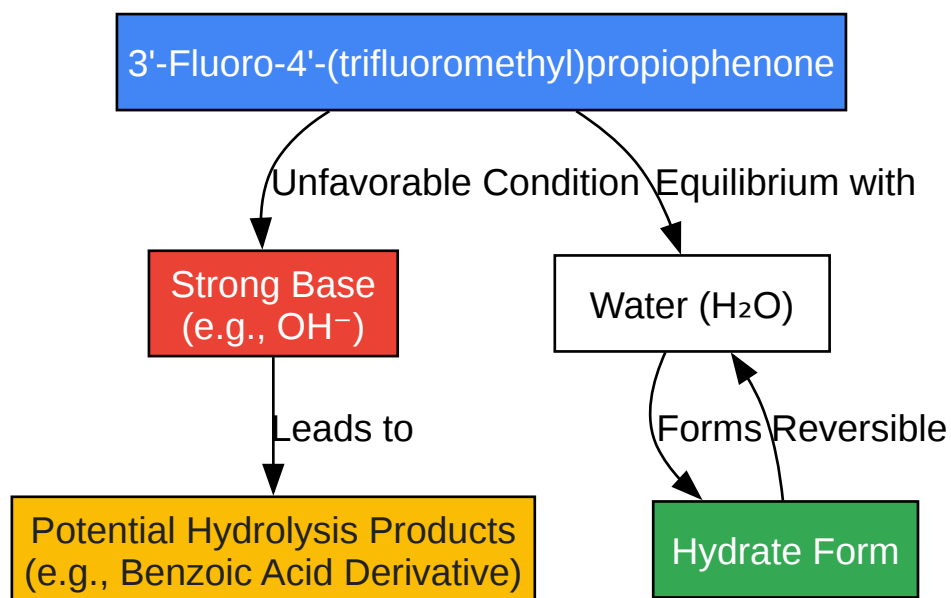 3'-Fluoro-4'-(trifluoromethyl)propiophenone
Unfavorable Condition
Equilibrium with
Strong Base
(e.g., OH⁻)
Water (H₂O)
Leads to
Forms
Reversible
Potential Hydrolysis Products
(e.g., Benzoic Acid Derivative)
Hydrate Form